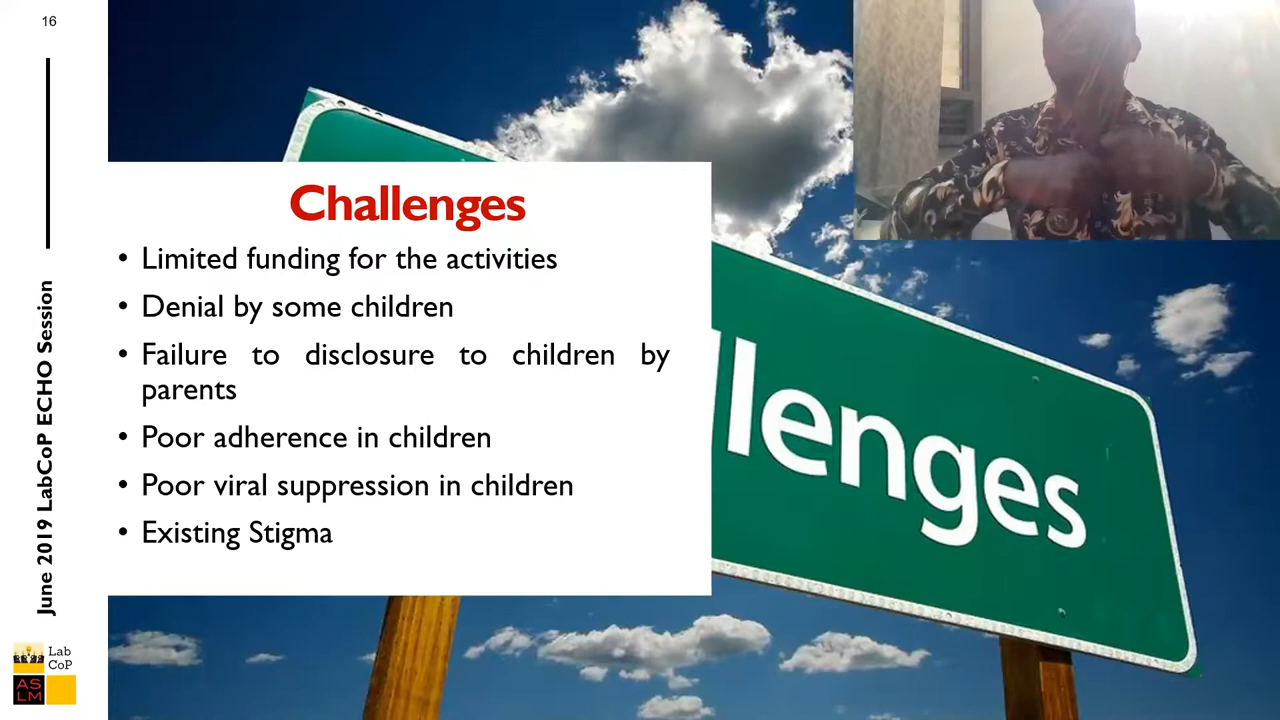 16
June 2019 LabCoP ECHO Session
Challenges
• Limited funding for the activities
• Denial by some children
• Failure to disclosure to children by
parents
• Poor adherence in children
• Poor viral suppression in children
• Existing Stigma
llenges
Lab
CoP
AS
LM